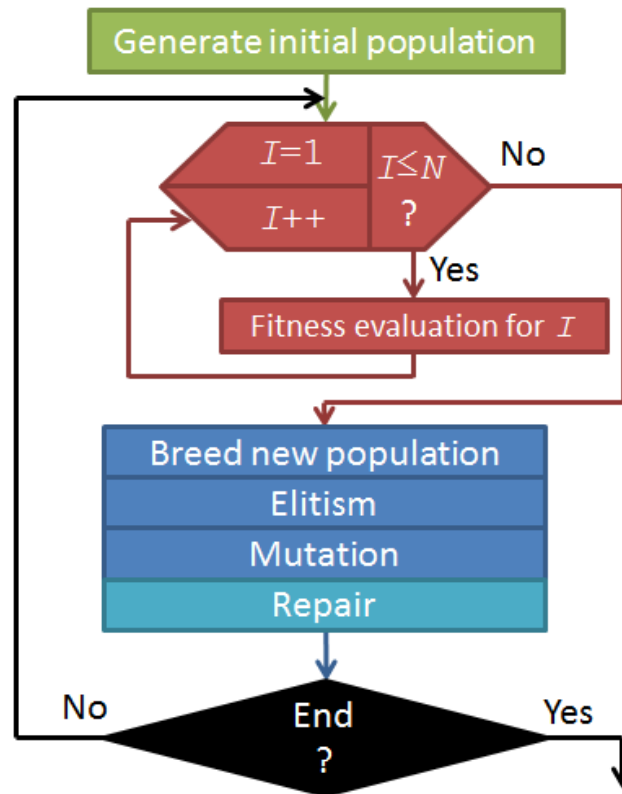 Generate initial population
I=1
I≤N
No
I++
?
Yes
Fitness evaluation for I
Breed new population
Elitism
Mutation
Repair
No
End
Yes
?